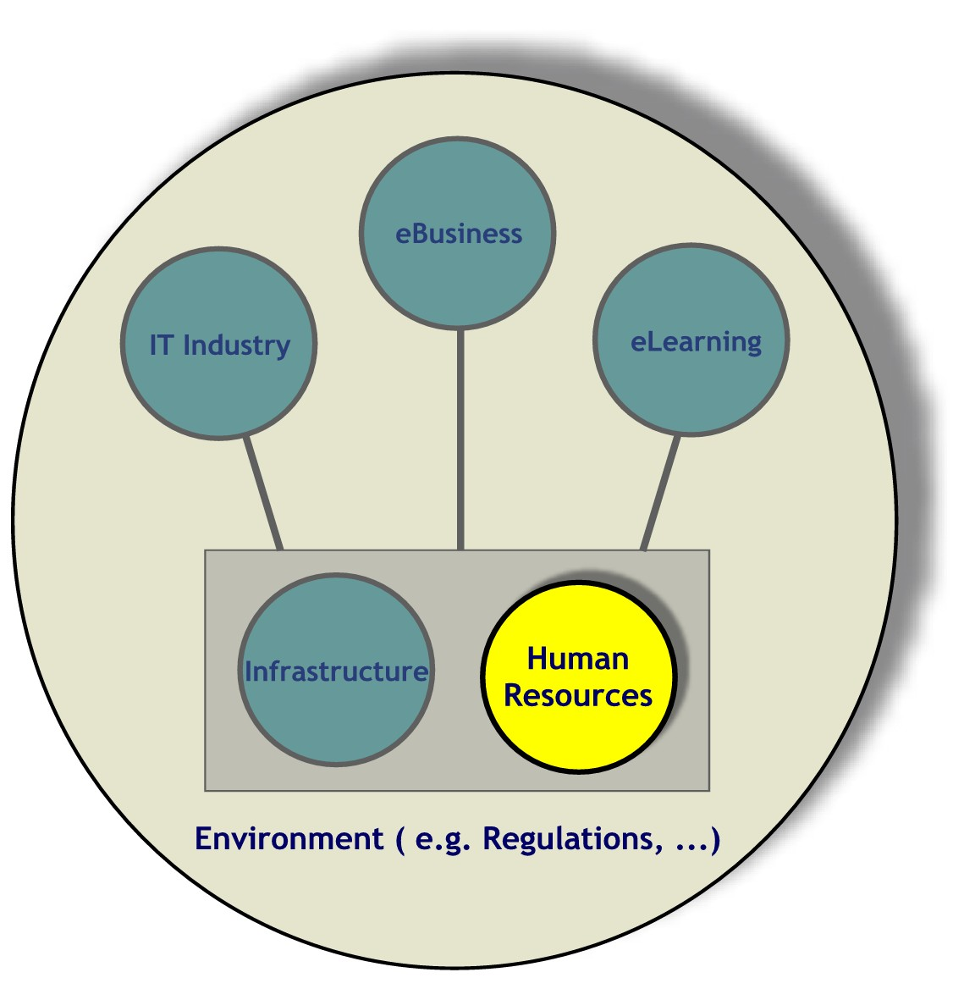 eBusiness
IT Industry
eLearning
Infrastructure
Human
Resources
Environment ( e.g. Regulations, ...)